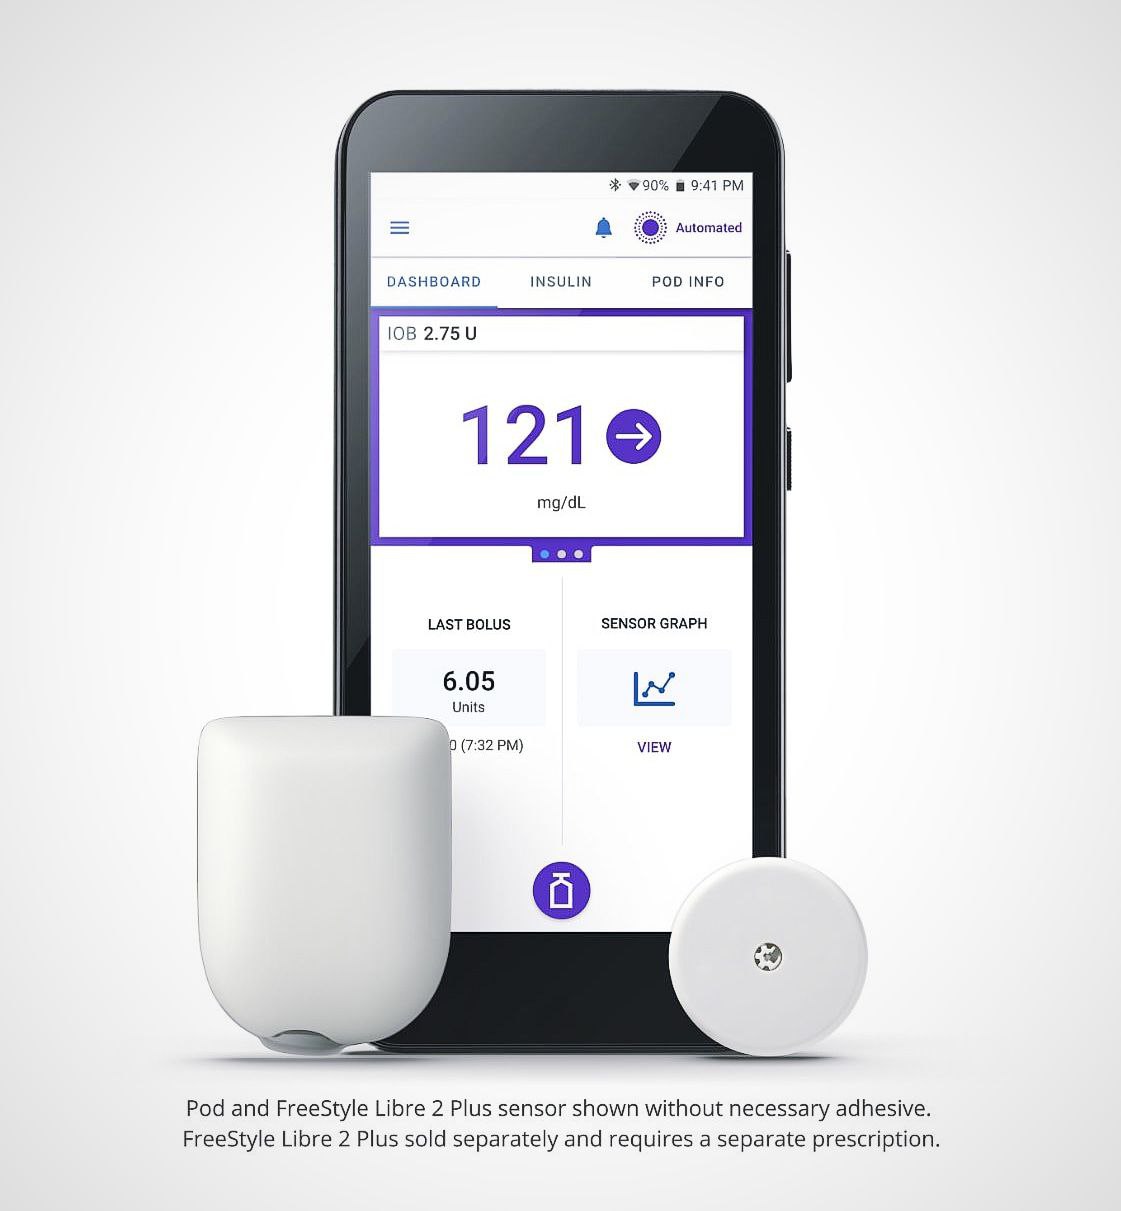 90% 9:41 PM
Automated
DASHBOARD INSULIN POD INFO
IOB 2.75 U
121
mg/dL
LAST BOLUS SENSOR GRAPH
6.05
Units
(7:32 PM) VIEW
Pod and FreeStyle Libre 2 Plus sensor shown without necessary adhesive.
FreeStyle Libre 2 Plus sold separately and requires a separate prescription.